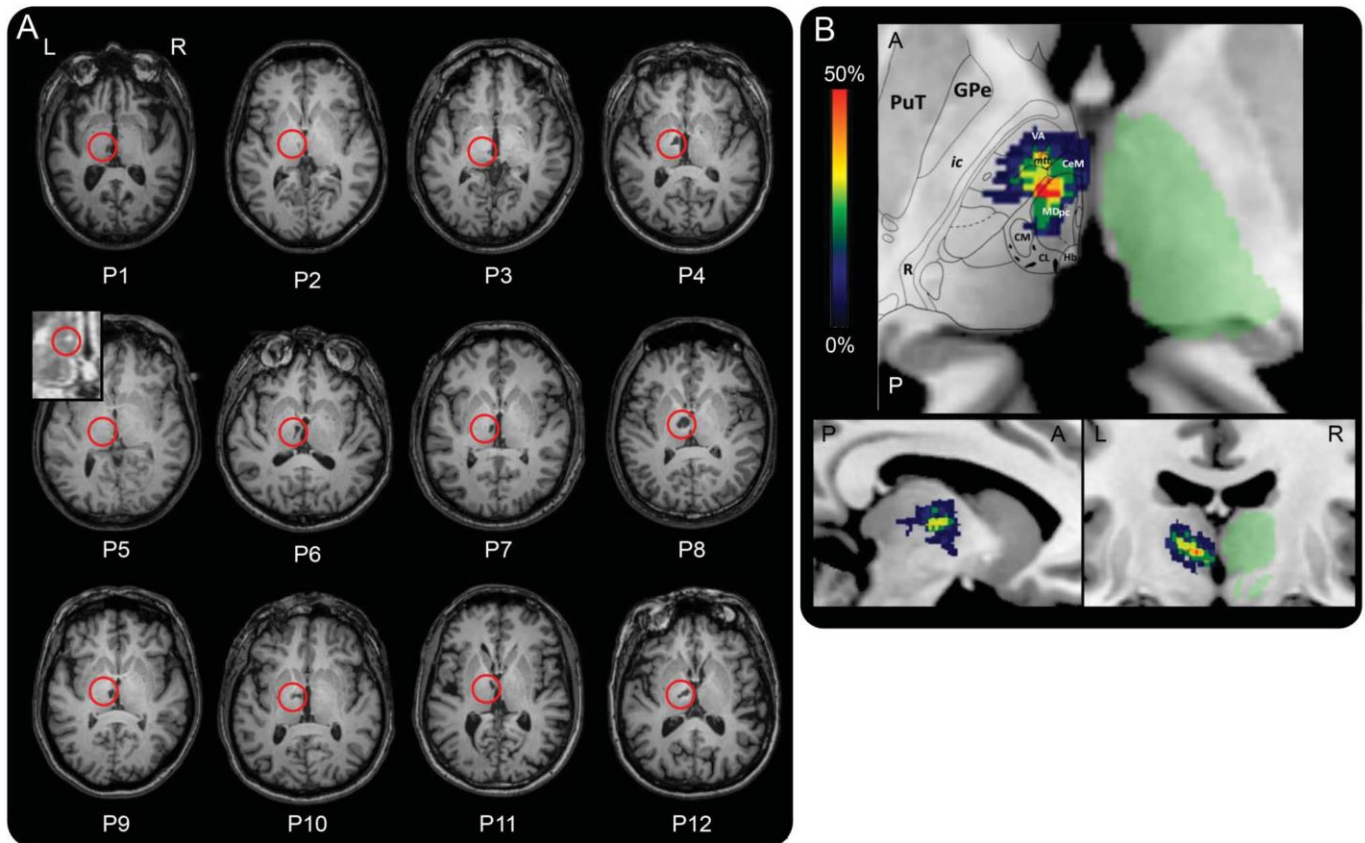 A
L R
P1 P2 P3 P4
P5 P6 P7 P8
P9 P10 P11 P12
B
A
50%
0%
PuT GPe
VA
ic mtt CeM
MDpc
CM
CL Hb
R
P
P A L R